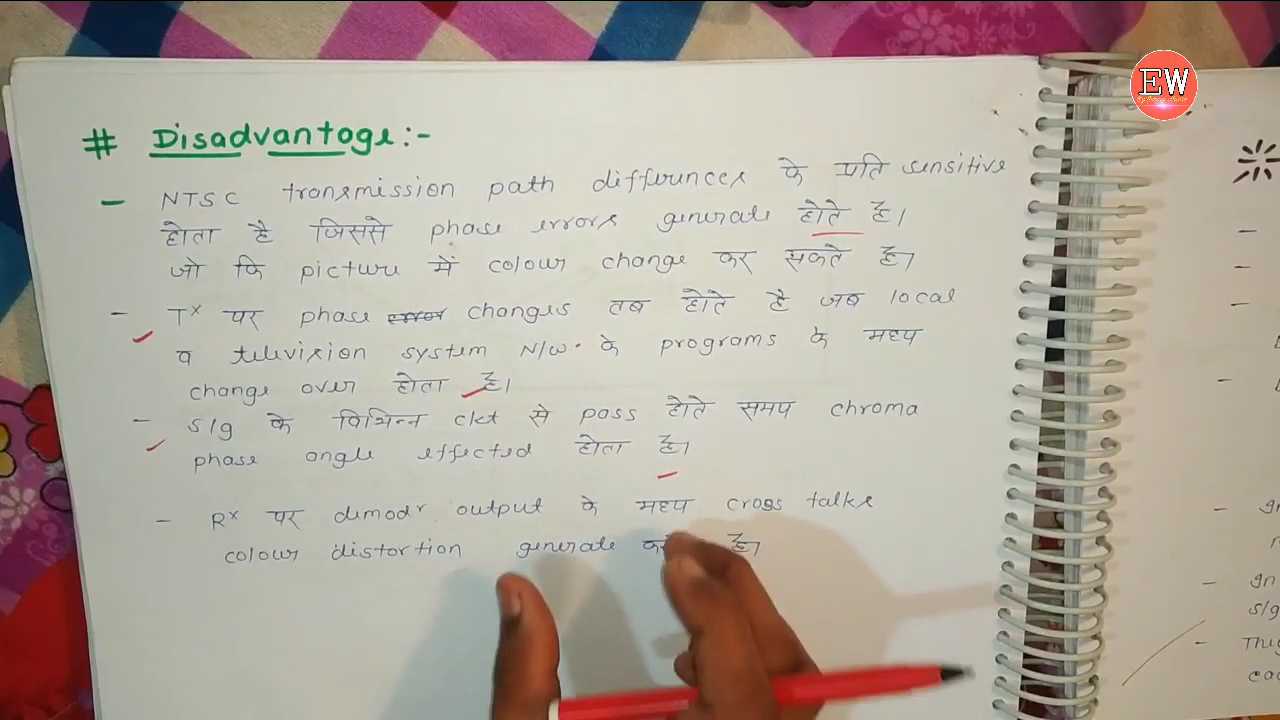 # Disadvantage:-
- NTSC transmission path differences के प्रति sensitive
होता है जिससे phase errors generate होते है।
जो कि picture में colour change कर सकते है।
- Tx पर phase error changes तब होते है जब local
व television system N/W के programs के मध्य
change over होता है।
- S/g के विभिन्न ckt से pass होते समय chroma
phase angle effected होता है।
- Rx पर demodr output के मध्य cross talks
colour distortion generate है।
EW
S/g